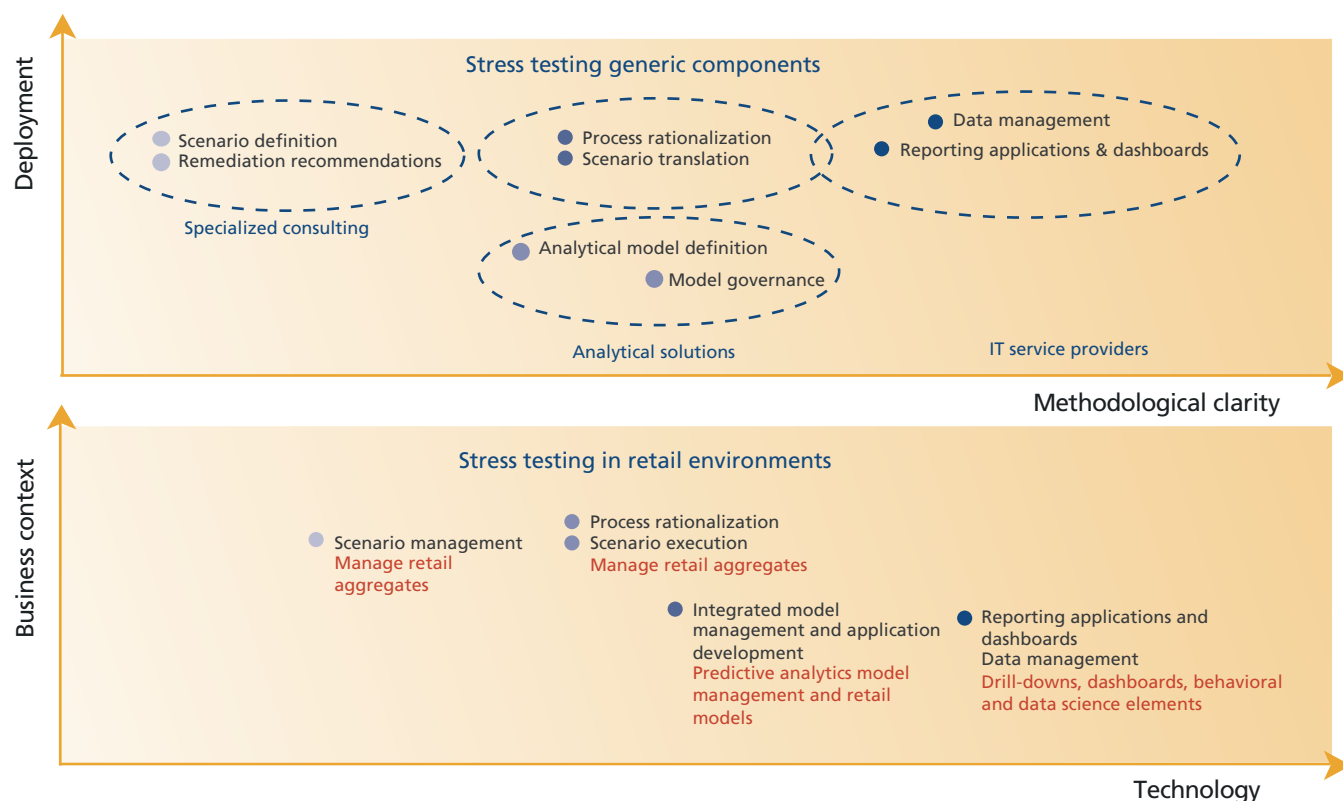 Deployment
Stress testing generic components
Scenario definition
Remediation recommendations
Specialized consulting
Process rationalization
Scenario translation
Data management
Reporting applications & dashboards
Analytical model definition
Model governance
Analytical solutions
IT service providers
Methodological clarity
Business context
Stress testing in retail environments
Scenario management
Manage retail
aggregates
Process rationalization
Scenario execution
Manage retail aggregates
Integrated model
management and application
development
Predictive analytics model
management and retail
models
Reporting applications and
dashboards
Data management
Drill-downs, dashboards, behavioral
and data science elements
Technology